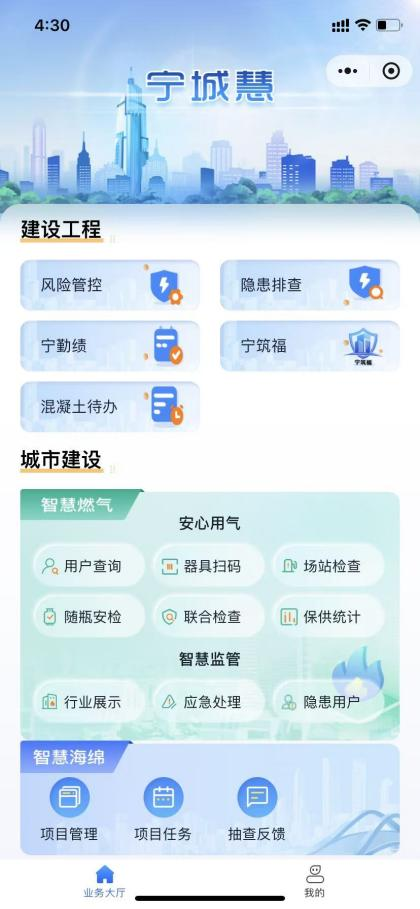 4:30
宁城慧
建设工程
风险管控
隐患排查
宁勤绩
宁筑福
宁筑福
混凝土待办
城市建设
智慧燃气
安心用气
用户查询
器具扫码
场站检查
随瓶安检
联合检查
保供统计
智慧监管
行业展示
应急处理
隐患用户
智慧海绵
项目管理
项目任务
抽查反馈
业务大厅
我的